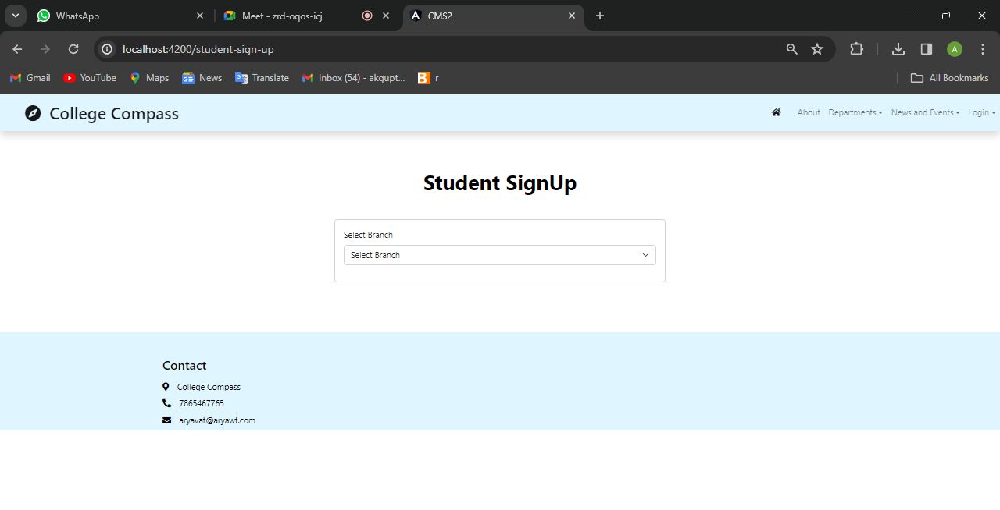 WhatsApp
Meet - zrd-oqos-icj
CMS2
localhost:4200/student-sign-up
A
Gmail
YouTube
Maps
News
Translate
Inbox (54) - akgupt...
r
All Bookmarks
College Compass
About
Departments
News and Events
Login
Student SignUp
Select Branch
Select Branch
Contact
College Compass
7865467765
aryavat@aryawt.com